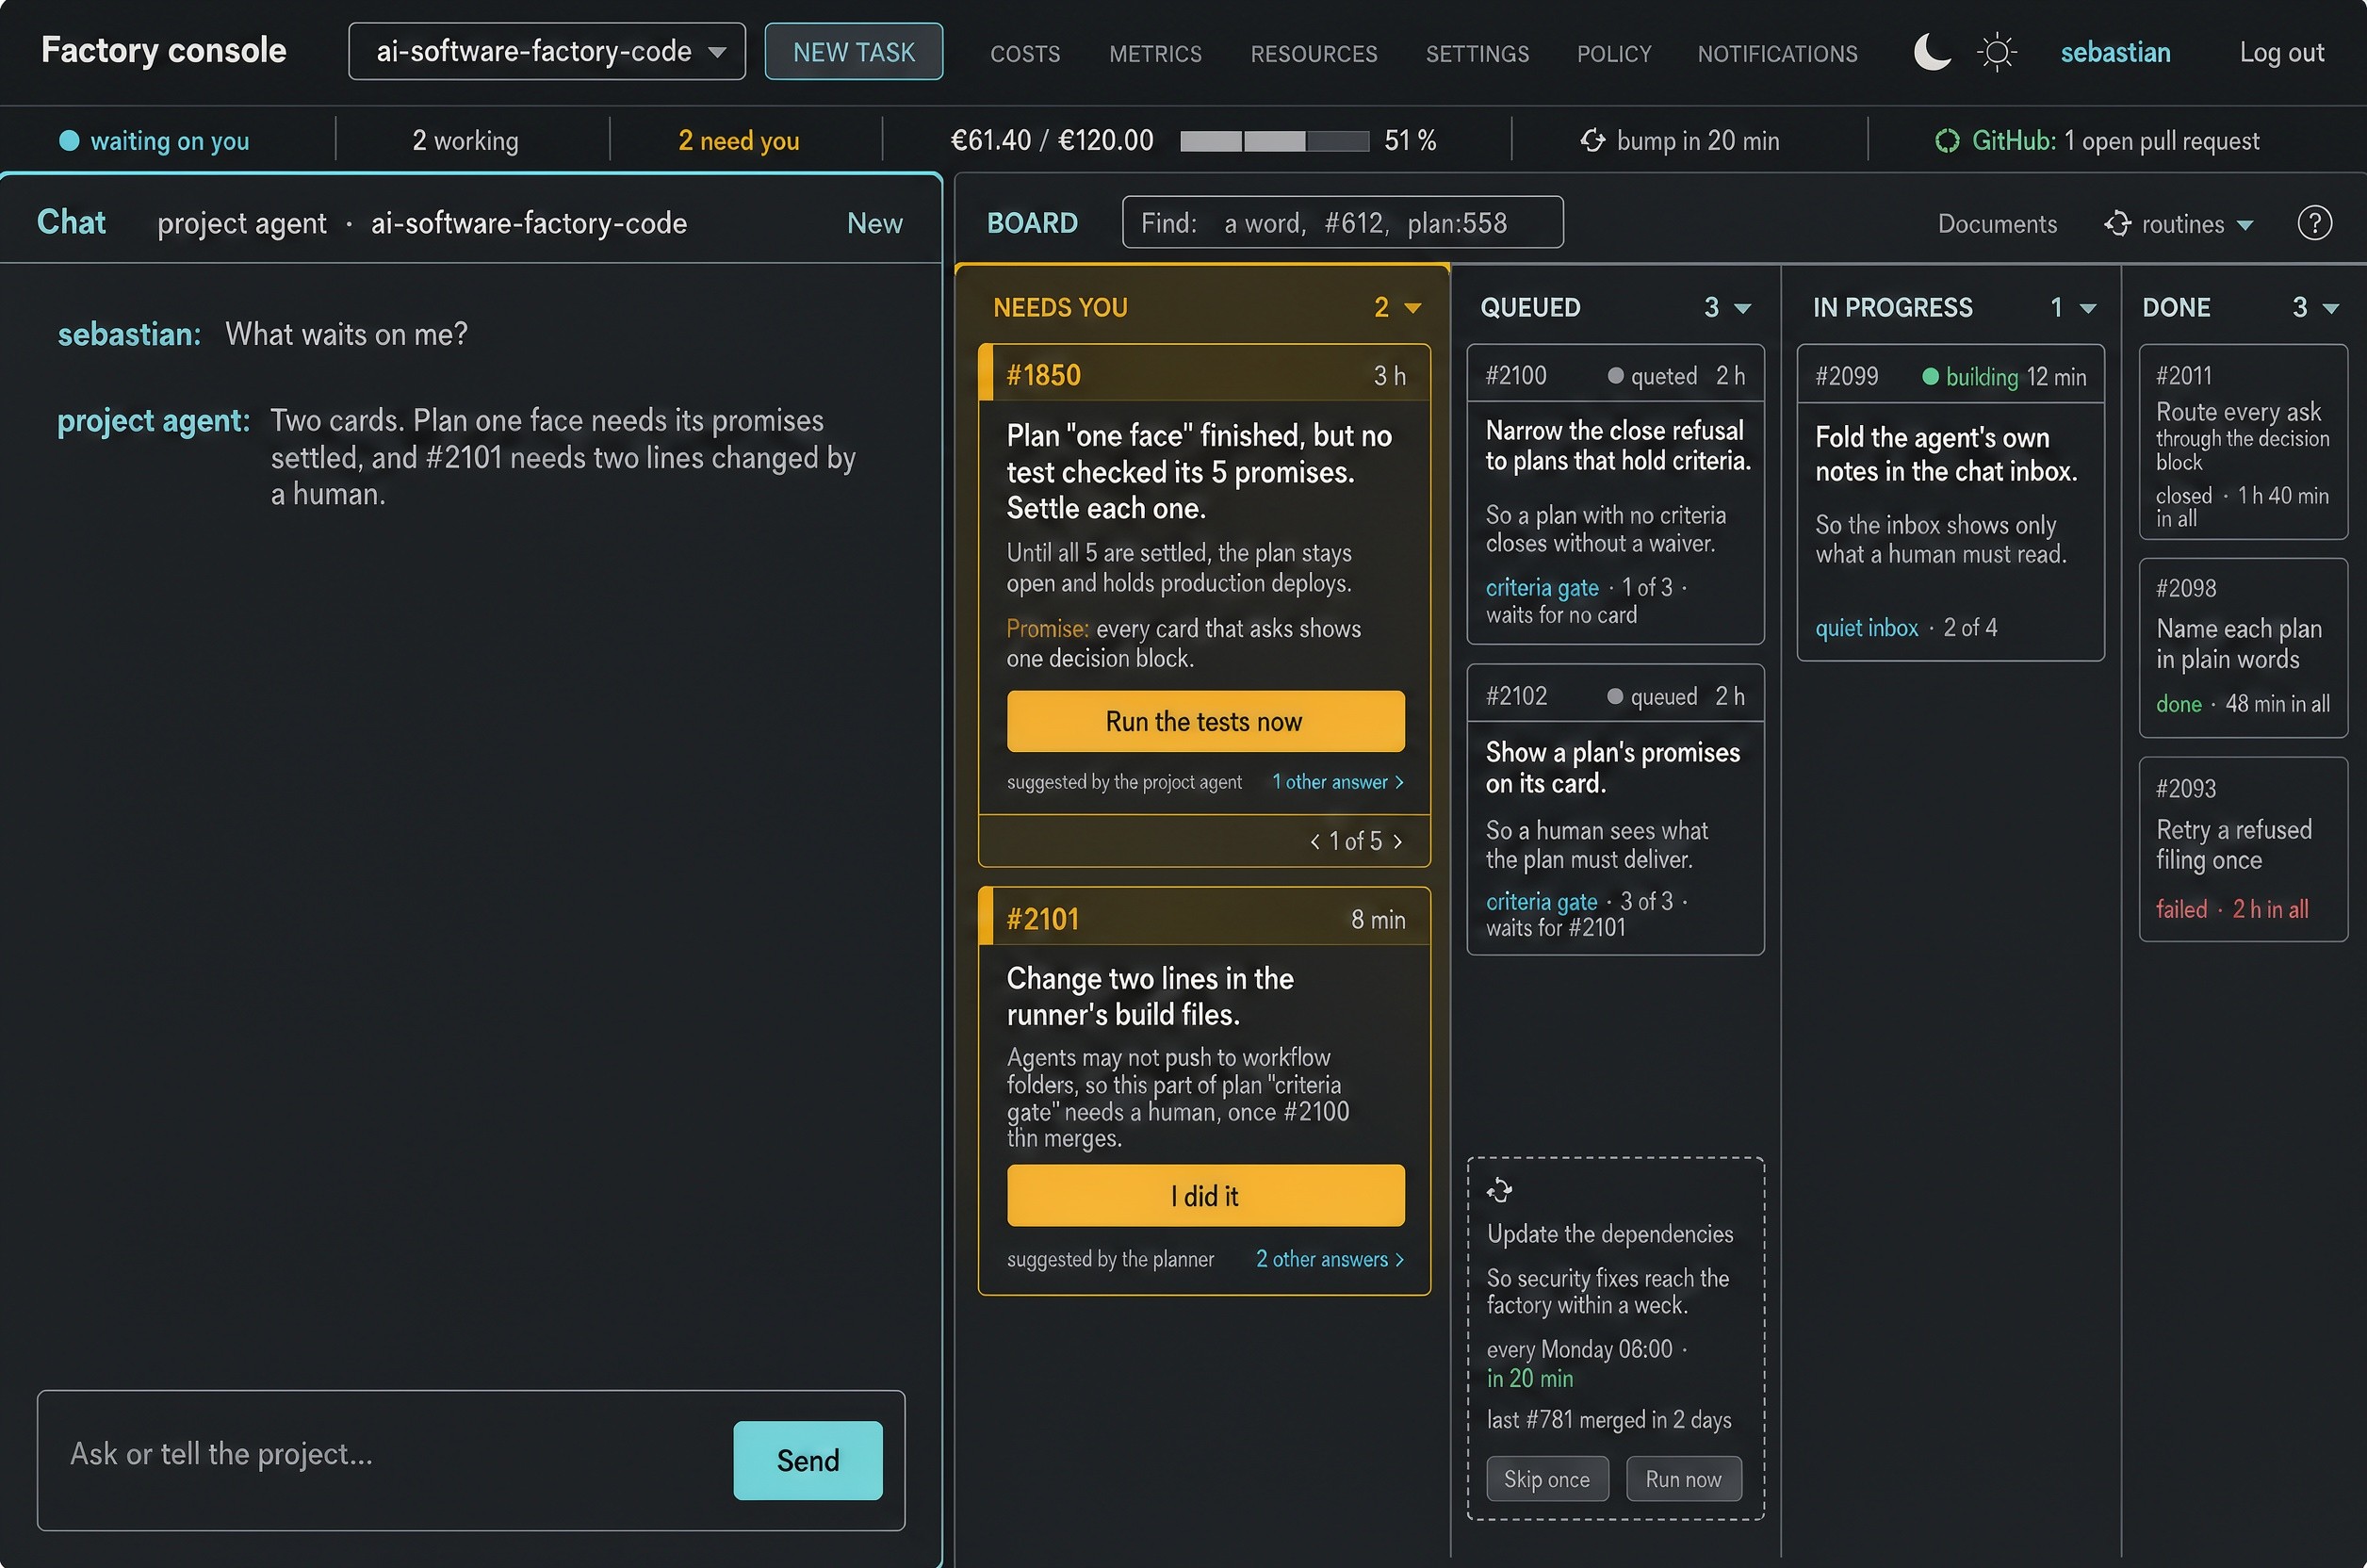 Factory console
ai-software-factory-code
NEW TASK
COSTS
METRICS
RESOURCES
SETTINGS
POLICY
NOTIFICATIONS
sebastian
Log out
waiting on you
2 working
2 need you
€61.40 / €120.00
51 %
bump in 20 min
GitHub: 1 open pull request
Chat
project agent · ai-software-factory-code
New
sebastian: What waits on me?
project agent: Two cards. Plan one face needs its promises
settled, and #2101 needs two lines changed by
a human.
Ask or tell the project...
Send
BOARD
Find: a word, #612, plan:558
Documents
routines
?
NEEDS YOU 2
#1850 3 h
Plan "one face" finished, but no
test checked its 5 promises.
Settle each one.
Until all 5 are settled, the plan stays
open and holds production deploys.
Promise: every card that asks shows
one decision block.
Run the tests now
suggested by the projoct agent
1 other answer >
< 1 of 5 >
#2101 8 min
Change two lines in the
runner's build files.
Agents may not push to workflow
folders, so this part of plan "criteria
gate" needs a human, once #2100
thn merges.
I did it
suggested by the planner
2 other answers >
QUEUED 3
#2100 queted 2 h
Narrow the close refusal
to plans that hold criteria.
So a plan with no criteria
closes without a waiver.
criteria gate · 1 of 3 ·
waits for no card
#2102 queued 2 h
Show a plan's promises
on its card.
So a human sees what
the plan must deliver.
criteria gate · 3 of 3 ·
waits for #2101
Update the dependencies
So security fixes reach the
factory within a weck.
every Monday 06:00 ·
in 20 min
last #781 merged in 2 days
Skip once
Run now
IN PROGRESS 1
#2099 building 12 min
Fold the agent's own
notes in the chat inbox.
So the inbox shows only
what a human must read.
quiet inbox · 2 of 4
DONE 3
#2011
Route every ask
through the decision
block
closed · 1 h 40 min
in all
#2098
Name each plan
in plain words
done · 48 min in all
#2093
Retry a refused
filing once
failed · 2 h in all